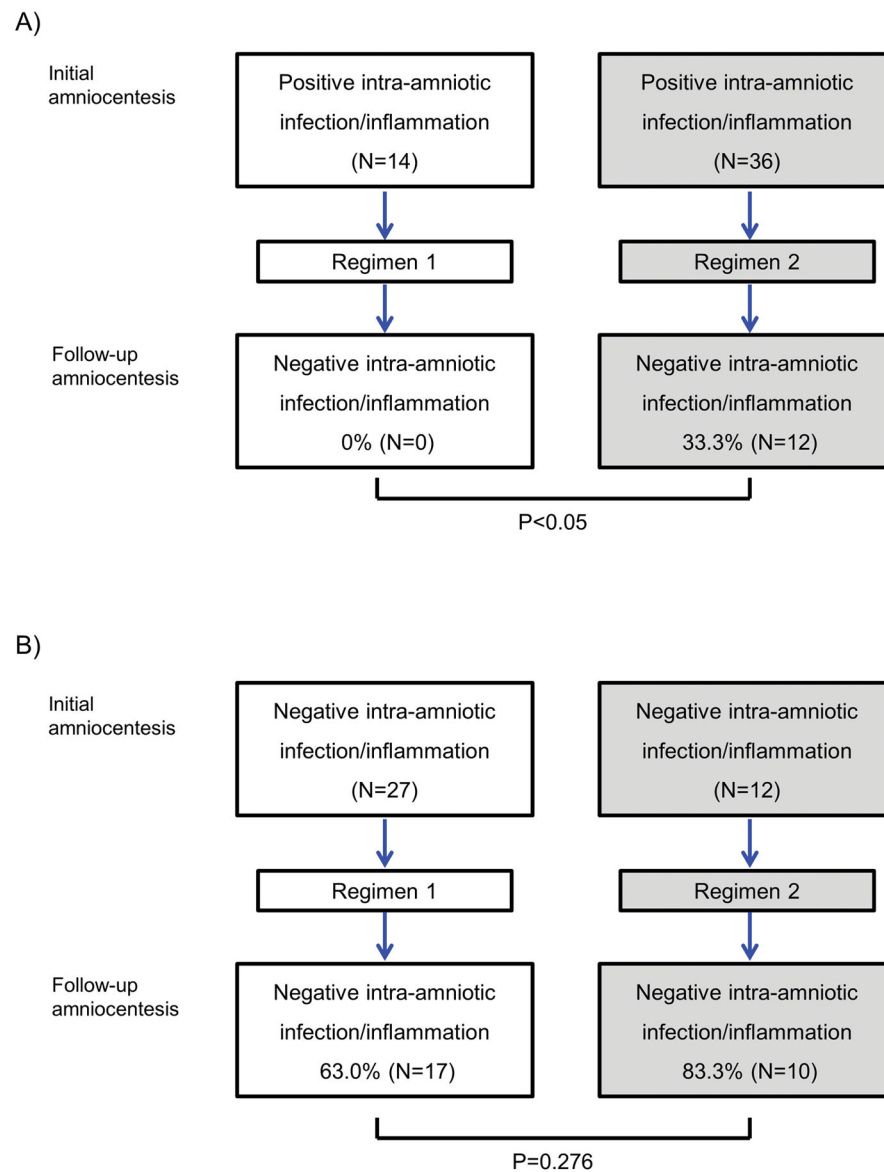 A)
Initial
amniocentesis
Positive intra-amniotic
infection/inflammation
(N=14)
Positive intra-amniotic
infection/inflammation
(N=36)
Regimen 1
Regimen 2
Follow-up
amniocentesis
Negative intra-amniotic
infection/inflammation
0% (N=0)
Negative intra-amniotic
infection/inflammation
33.3% (N=12)
P<0.05
B)
Initial
amniocentesis
Negative intra-amniotic
infection/inflammation
(N=27)
Negative intra-amniotic
infection/inflammation
(N=12)
Regimen 1
Regimen 2
Follow-up
amniocentesis
Negative intra-amniotic
infection/inflammation
63.0% (N=17)
Negative intra-amniotic
infection/inflammation
83.3% (N=10)
P=0.276